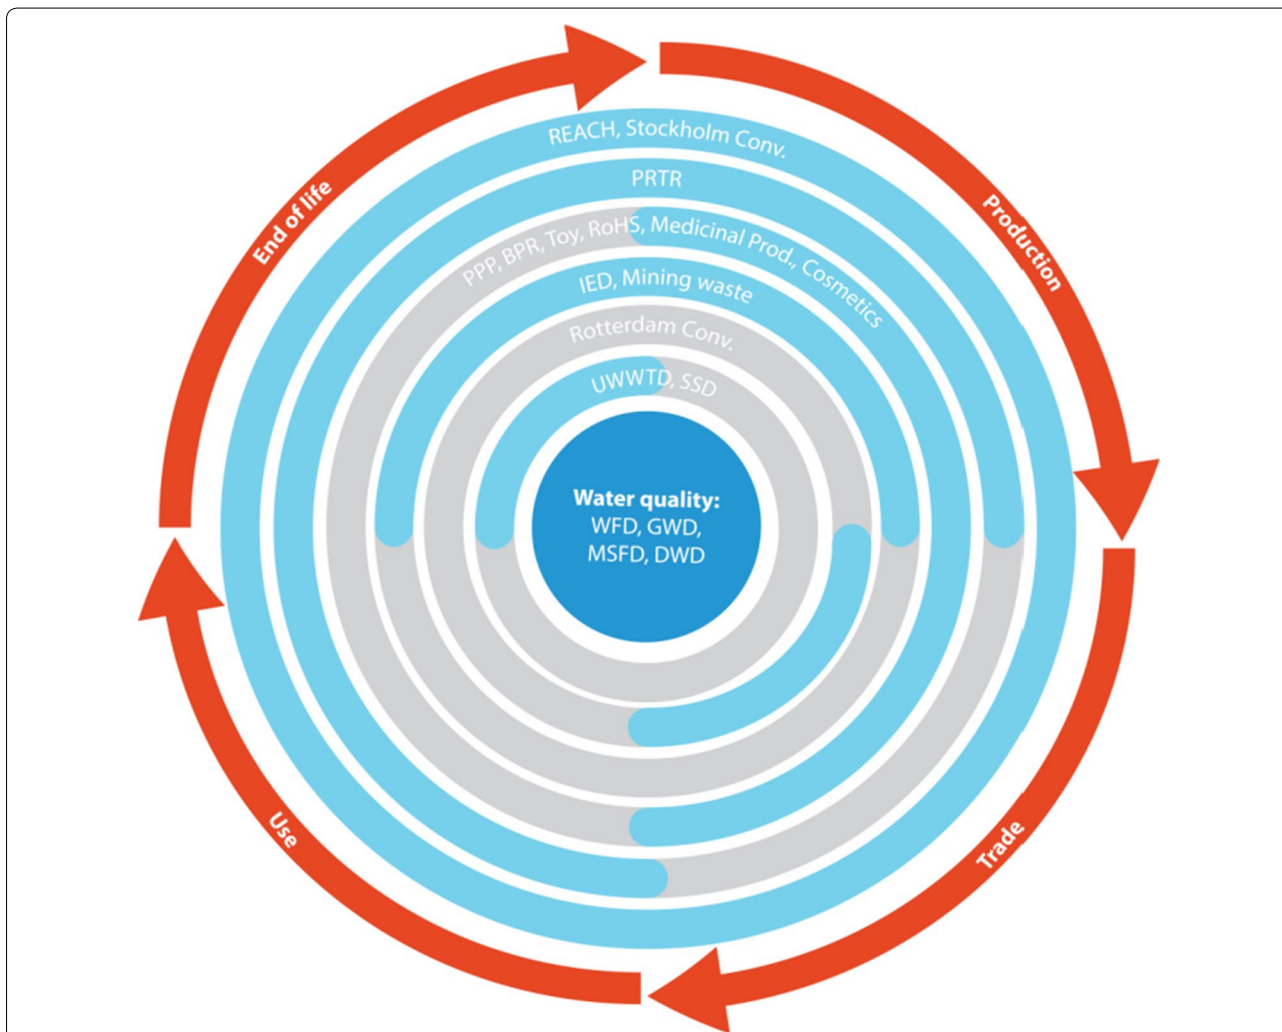 REACH, Stockholm Conv.
PRTR
PPP, BPR, Toy, RoHS, Medicinal Prod., Cosmetics
IED, Mining waste
Rotterdam Conv.
UWWTD, SSD
Water quality:
WFD, GWD,
MSFD, DWD
End of life
Production
Use
Trade